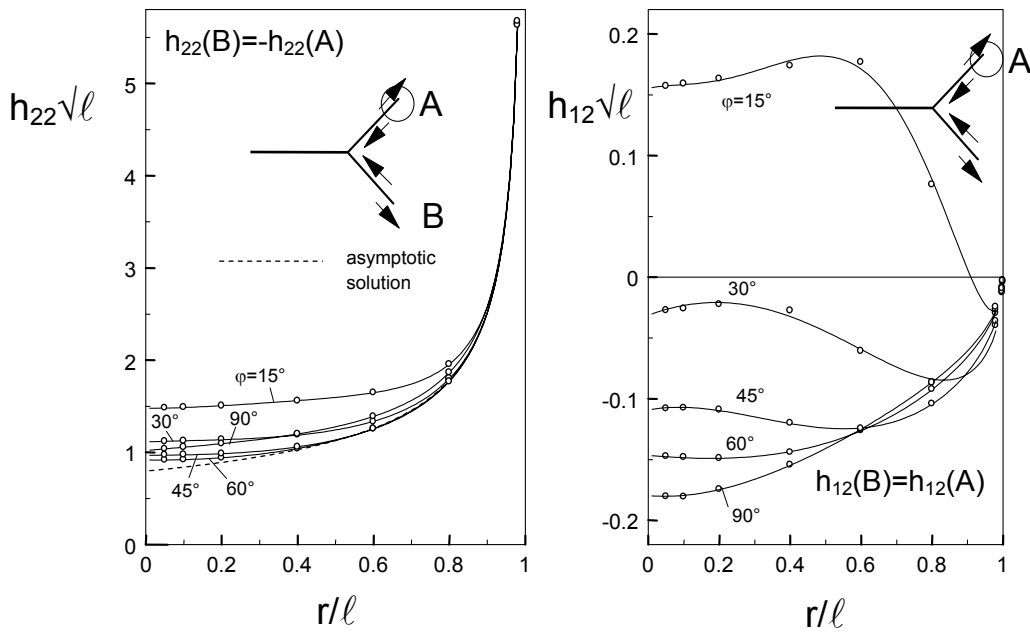 h22(B)=-h22(A)
h22√ℓ
A
B
asymptotic
solution
φ=15°
30°
90°
45°
60°
5
4
3
2
1
0
0
0.2
0.4
0.6
0.8
1
r/ℓ
h12√ℓ
A
φ=15°
30°
45°
60°
90°
h12(B)=h12(A)
0.2
0.1
0
-0.1
-0.2
0
0.2
0.4
0.6
0.8
1
r/ℓ